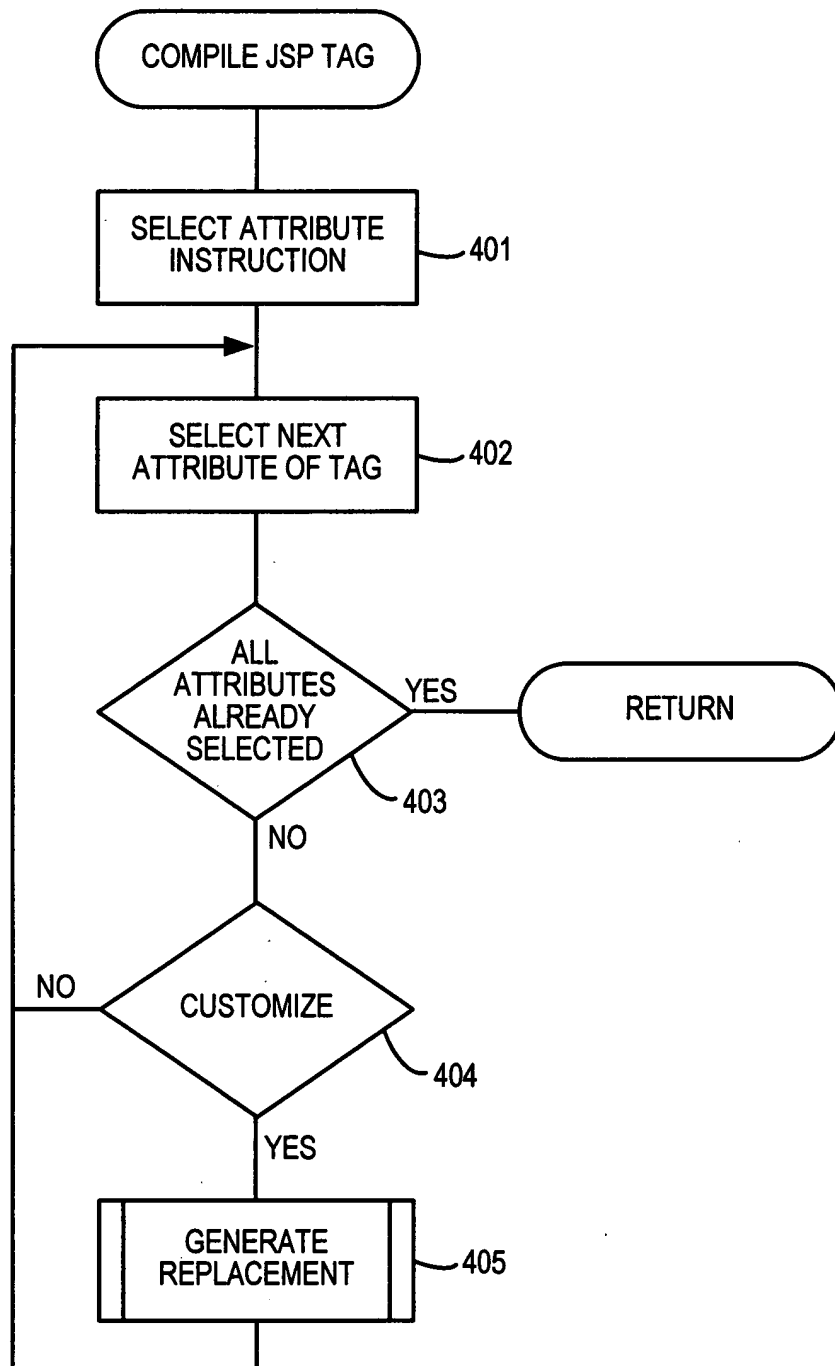 COMPILE JSP TAG
SELECT ATTRIBUTE
INSTRUCTION
401
SELECT NEXT
ATTRIBUTE OF TAG
402
ALL
ATTRIBUTES
ALREADY
SELECTED
YES
RETURN
403
NO
NO
CUSTOMIZE
404
YES
GENERATE
REPLACEMENT
405